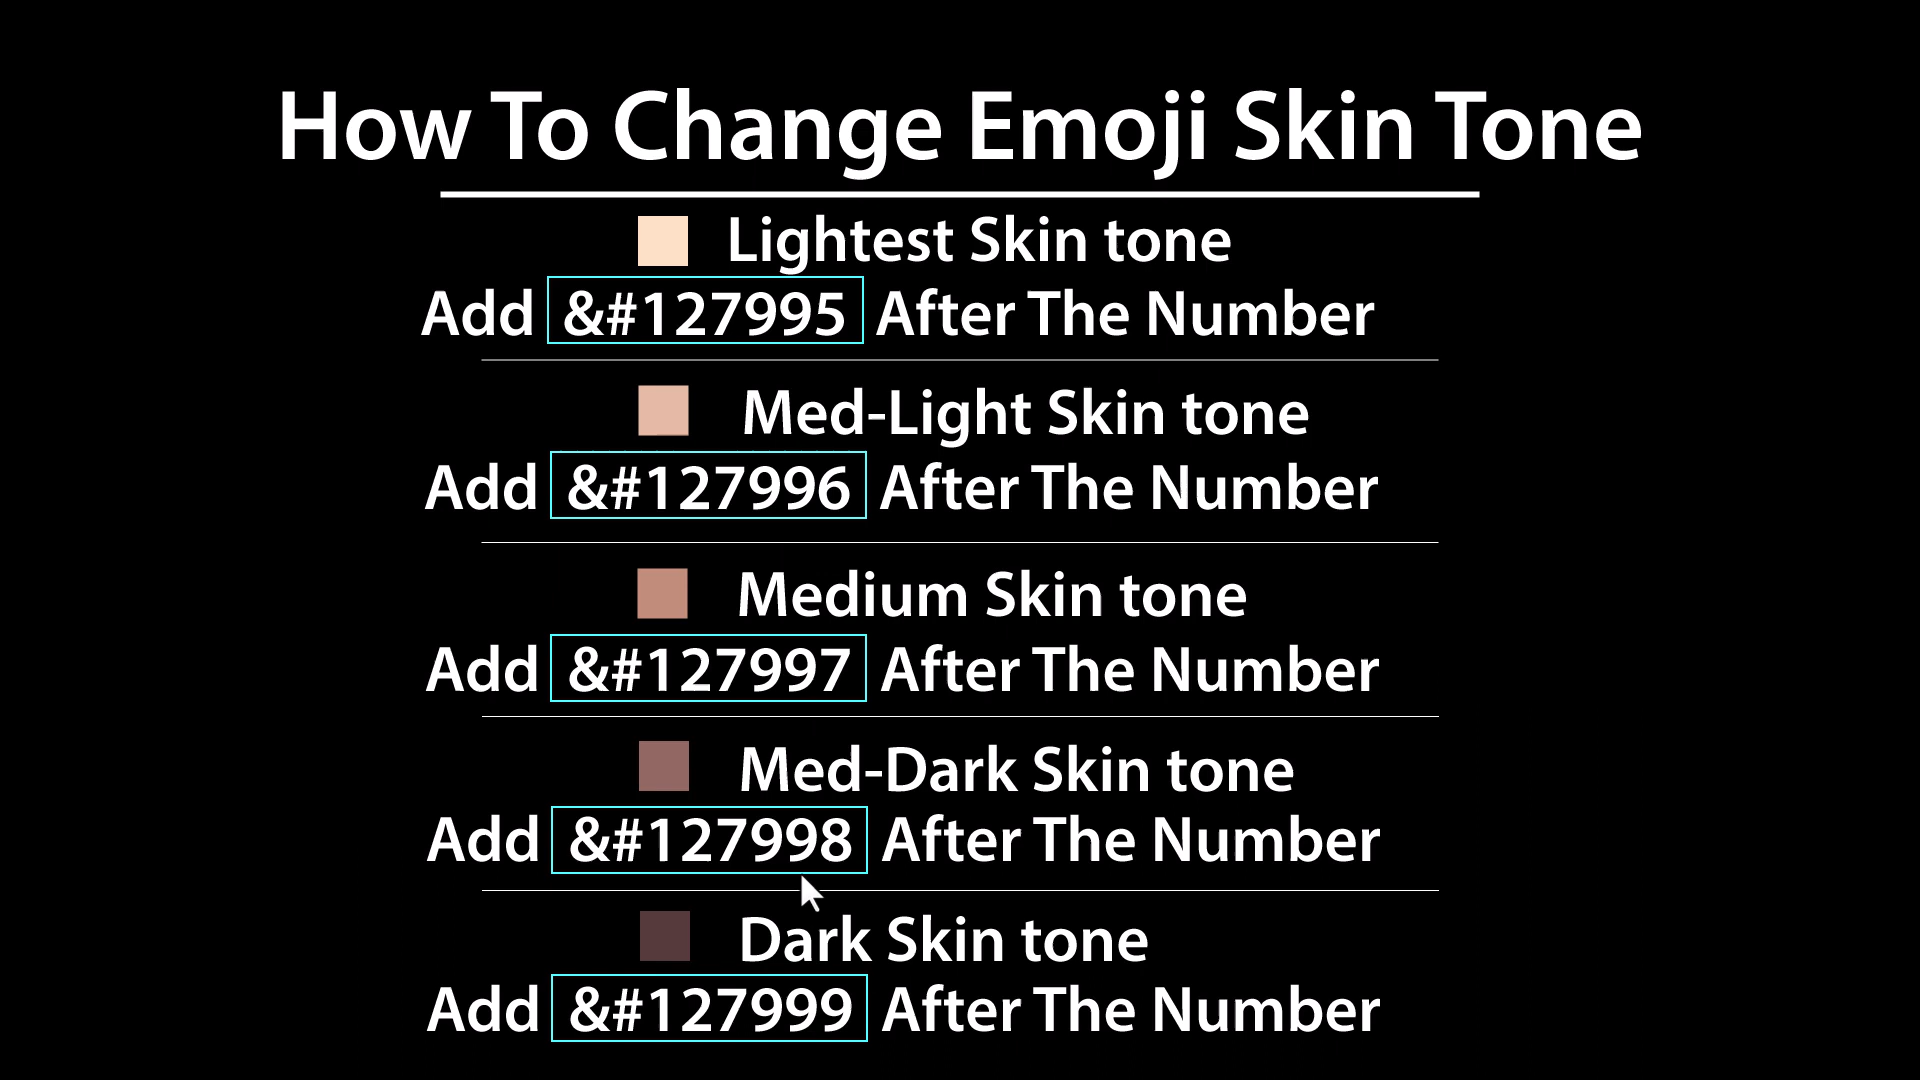 How To Change Emoji Skin Tone
Lightest Skin tone
Add &#127995 After The Number
Med-Light Skin tone
Add &#127996 After The Number
Medium Skin tone
Add &#127997 After The Number
Med-Dark Skin tone
Add &#127998 After The Number
Dark Skin tone
Add &#127999 After The Number